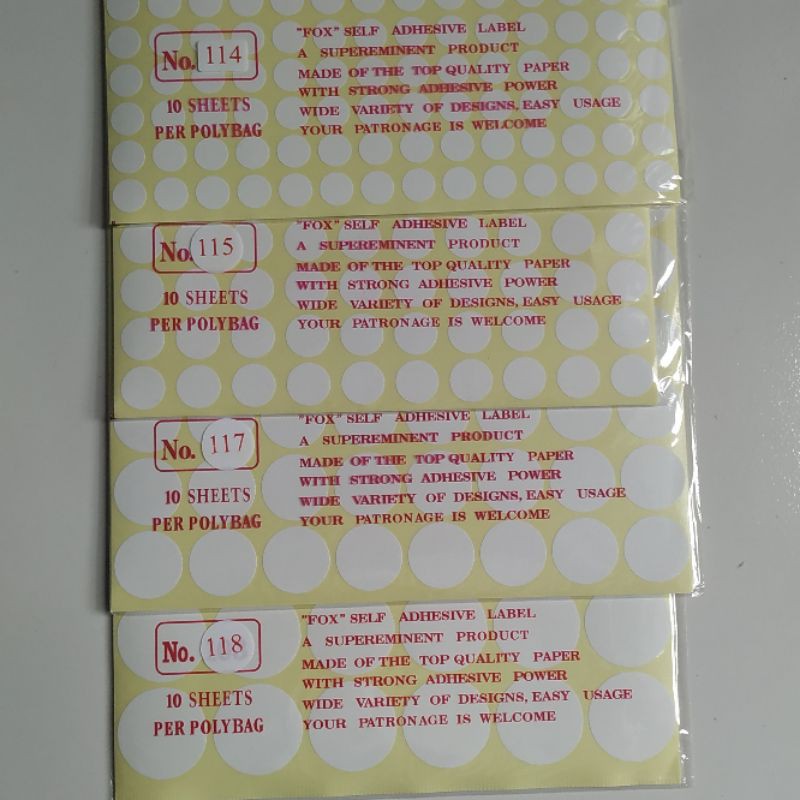 "FOX" SELF ADHESIVE LABEL
No. 114
A SUPEREMINENT PRODUCT
MADE OF THE TOP QUALITY PAPER
WITH STRONG ADHESIVE POWER
10 SHEETS
WIDE VARIETY OF DESIGNS, EASY USAGE
PER POLYBAG
YOUR PATRONAGE IS WELCOME
"FOX" SELF ADHESIVE LABEL
No. 115
A SUPEREMINENT PRODUCT
MADE OF THE TOP QUALITY PAPER
WITH STRONG ADHESIVE POWER
10 SHEETS
WIDE VARIETY OF DESIGNS, EASY USAGE
PER POLYBAG
YOUR PATRONAGE IS WELCOME
"FOX" SELF ADHESIVE LABEL
No. 117
A SUPEREMINENT PRODUCT
MADE OF THE TOP QUALITY PAPER
WITH STRONG ADHESIVE POWER
10 SHEETS
WIDE VARIETY OF DESIGNS, EASY USAGE
PER POLYBAG
YOUR PATRONAGE IS WELCOME
"FOX" SELF ADHESIVE LABEL
No. 118
A SUPEREMINENT PRODUCT
MADE OF THE TOP QUALITY PAPER
WITH STRONG ADHESIVE POWER
10 SHEETS
WIDE VARIETY OF DESIGNS, EASY USAGE
PER POLYBAG
YOUR PATRONAGE IS WELCOME